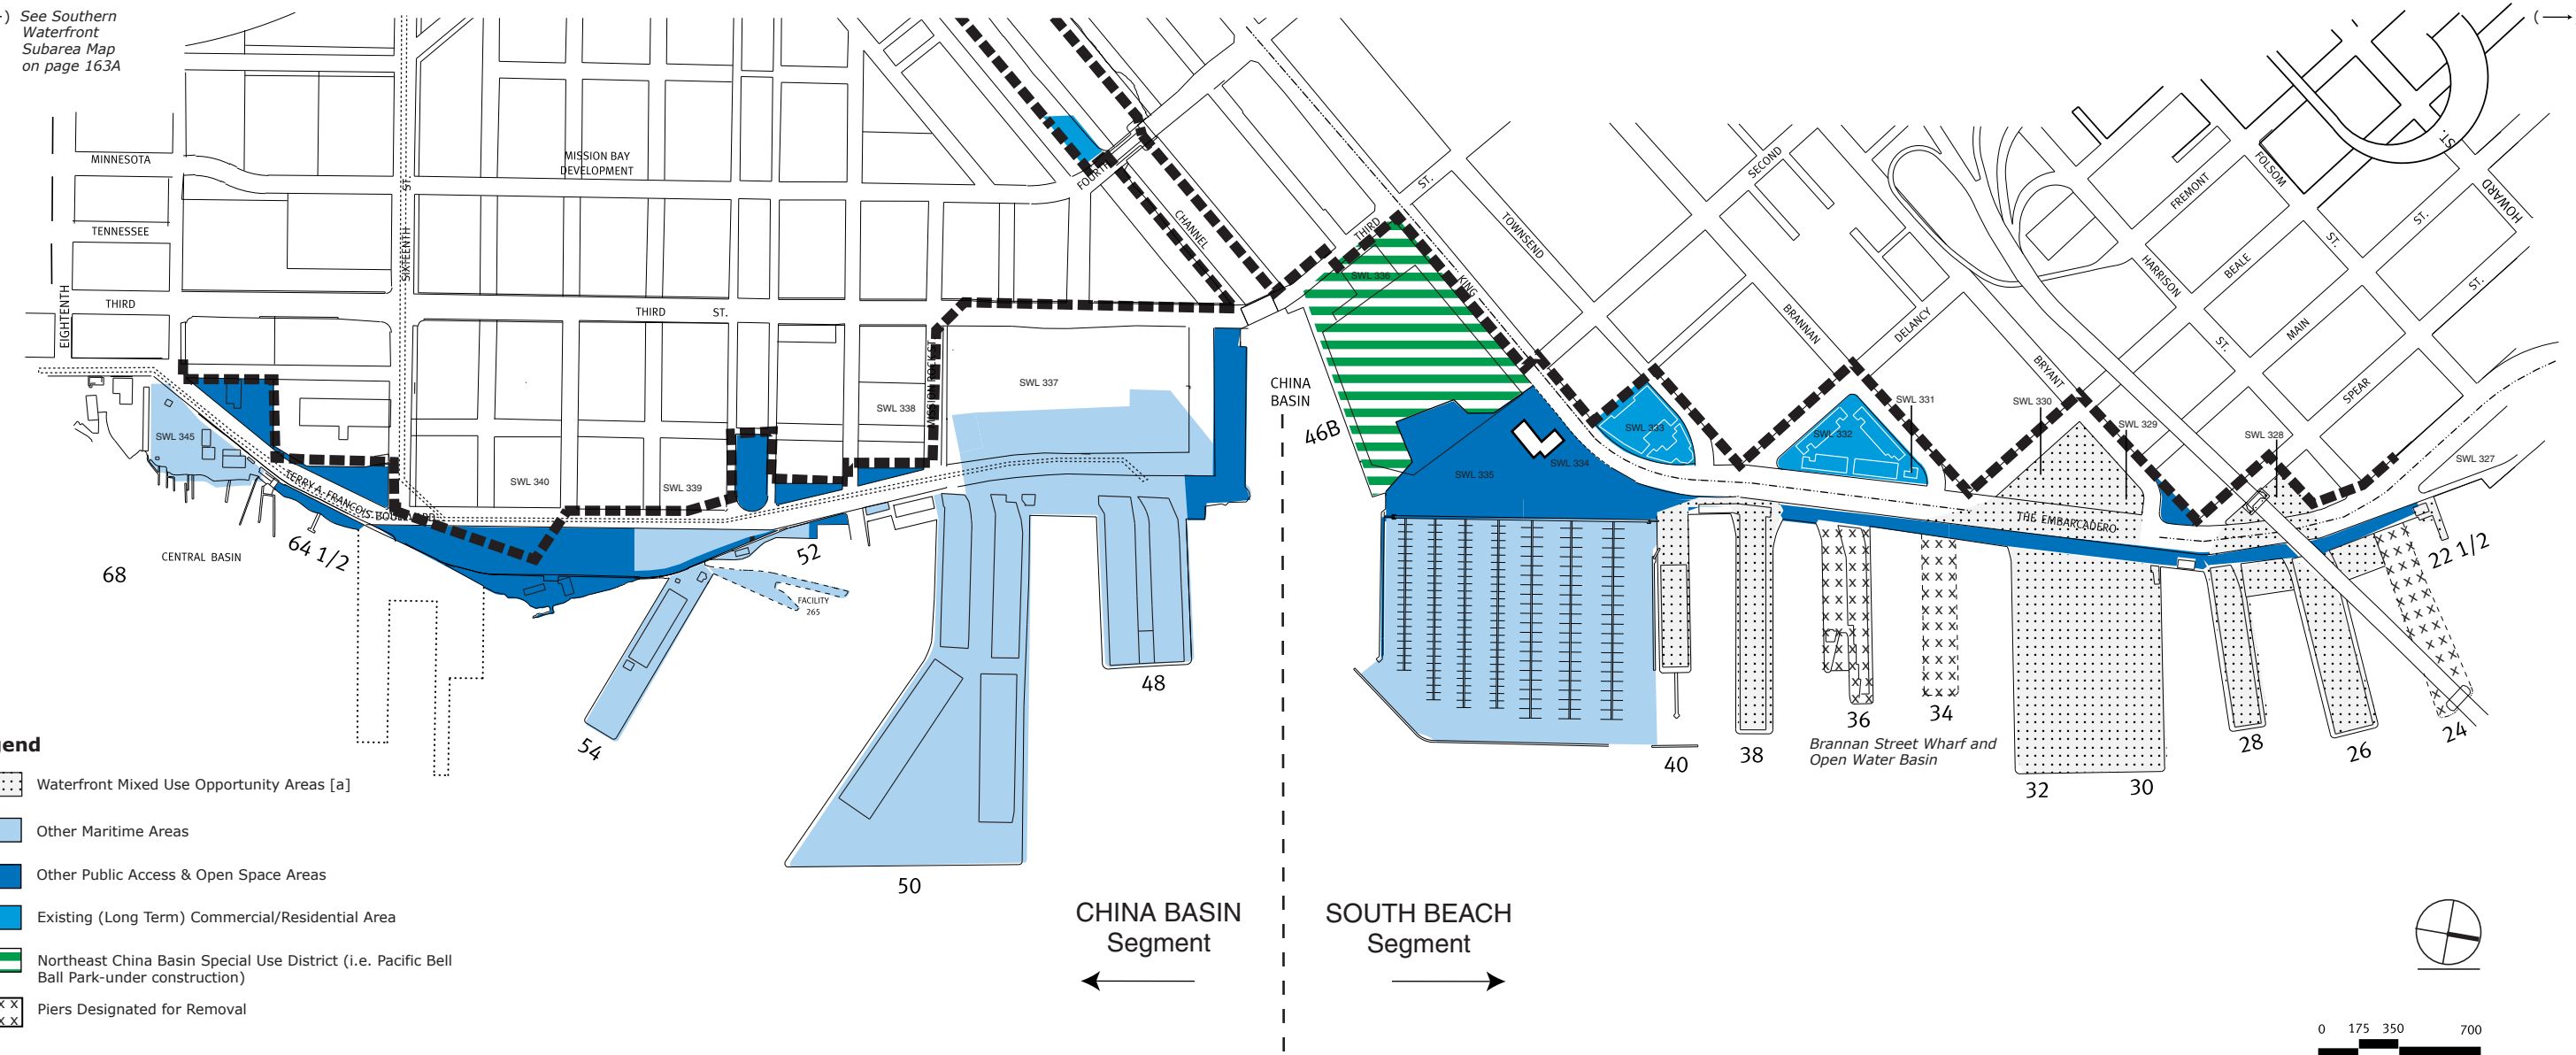 ) See Southern
Waterfront
Subarea Map
on page 163A
(
MINNESOTA
TENNESSEE
THIRD
EIGHTEENTH
SIXTEENTH ST.
MISSION BAY
DEVELOPMENT
THIRD ST.
FOURTH
CHANNEL
MISSION ROCK ST.
THIRD
ST.
KING
TOWNSEND
SECOND
BRANNAN
DELANCY
BRYANT
HARRISON
ST.
FREMONT
FOLSOM
ST.
BEALE
MAIN
SPEAR
HOWARD
ST.
ST.
ST.
SWL 345
SWL 340
SWL 339
SWL 338
SWL 337
SWL 336
SWL 335
SWL 334
SWL 333
SWL 332
SWL 331
SWL 330
SWL 329
SWL 328
SWL 327
TERRY A. FRANCOIS BOULEVARD
THE EMBARCADERO
CHINA
BASIN
CENTRAL BASIN
FACILITY
265
68
64 1/2
54
52
50
48
46B
40
38
36
34
Brannan Street Wharf and
Open Water Basin
32
30
28
26
24
22 1/2
CHINA BASIN
Segment
SOUTH BEACH
Segment
gend
Waterfront Mixed Use Opportunity Areas [a]
Other Maritime Areas
Other Public Access & Open Space Areas
Existing (Long Term) Commercial/Residential Area
Northeast China Basin Special Use District (i.e. Pacific Bell
Ball Park-under construction)
Piers Designated for Removal
0 175 350 700